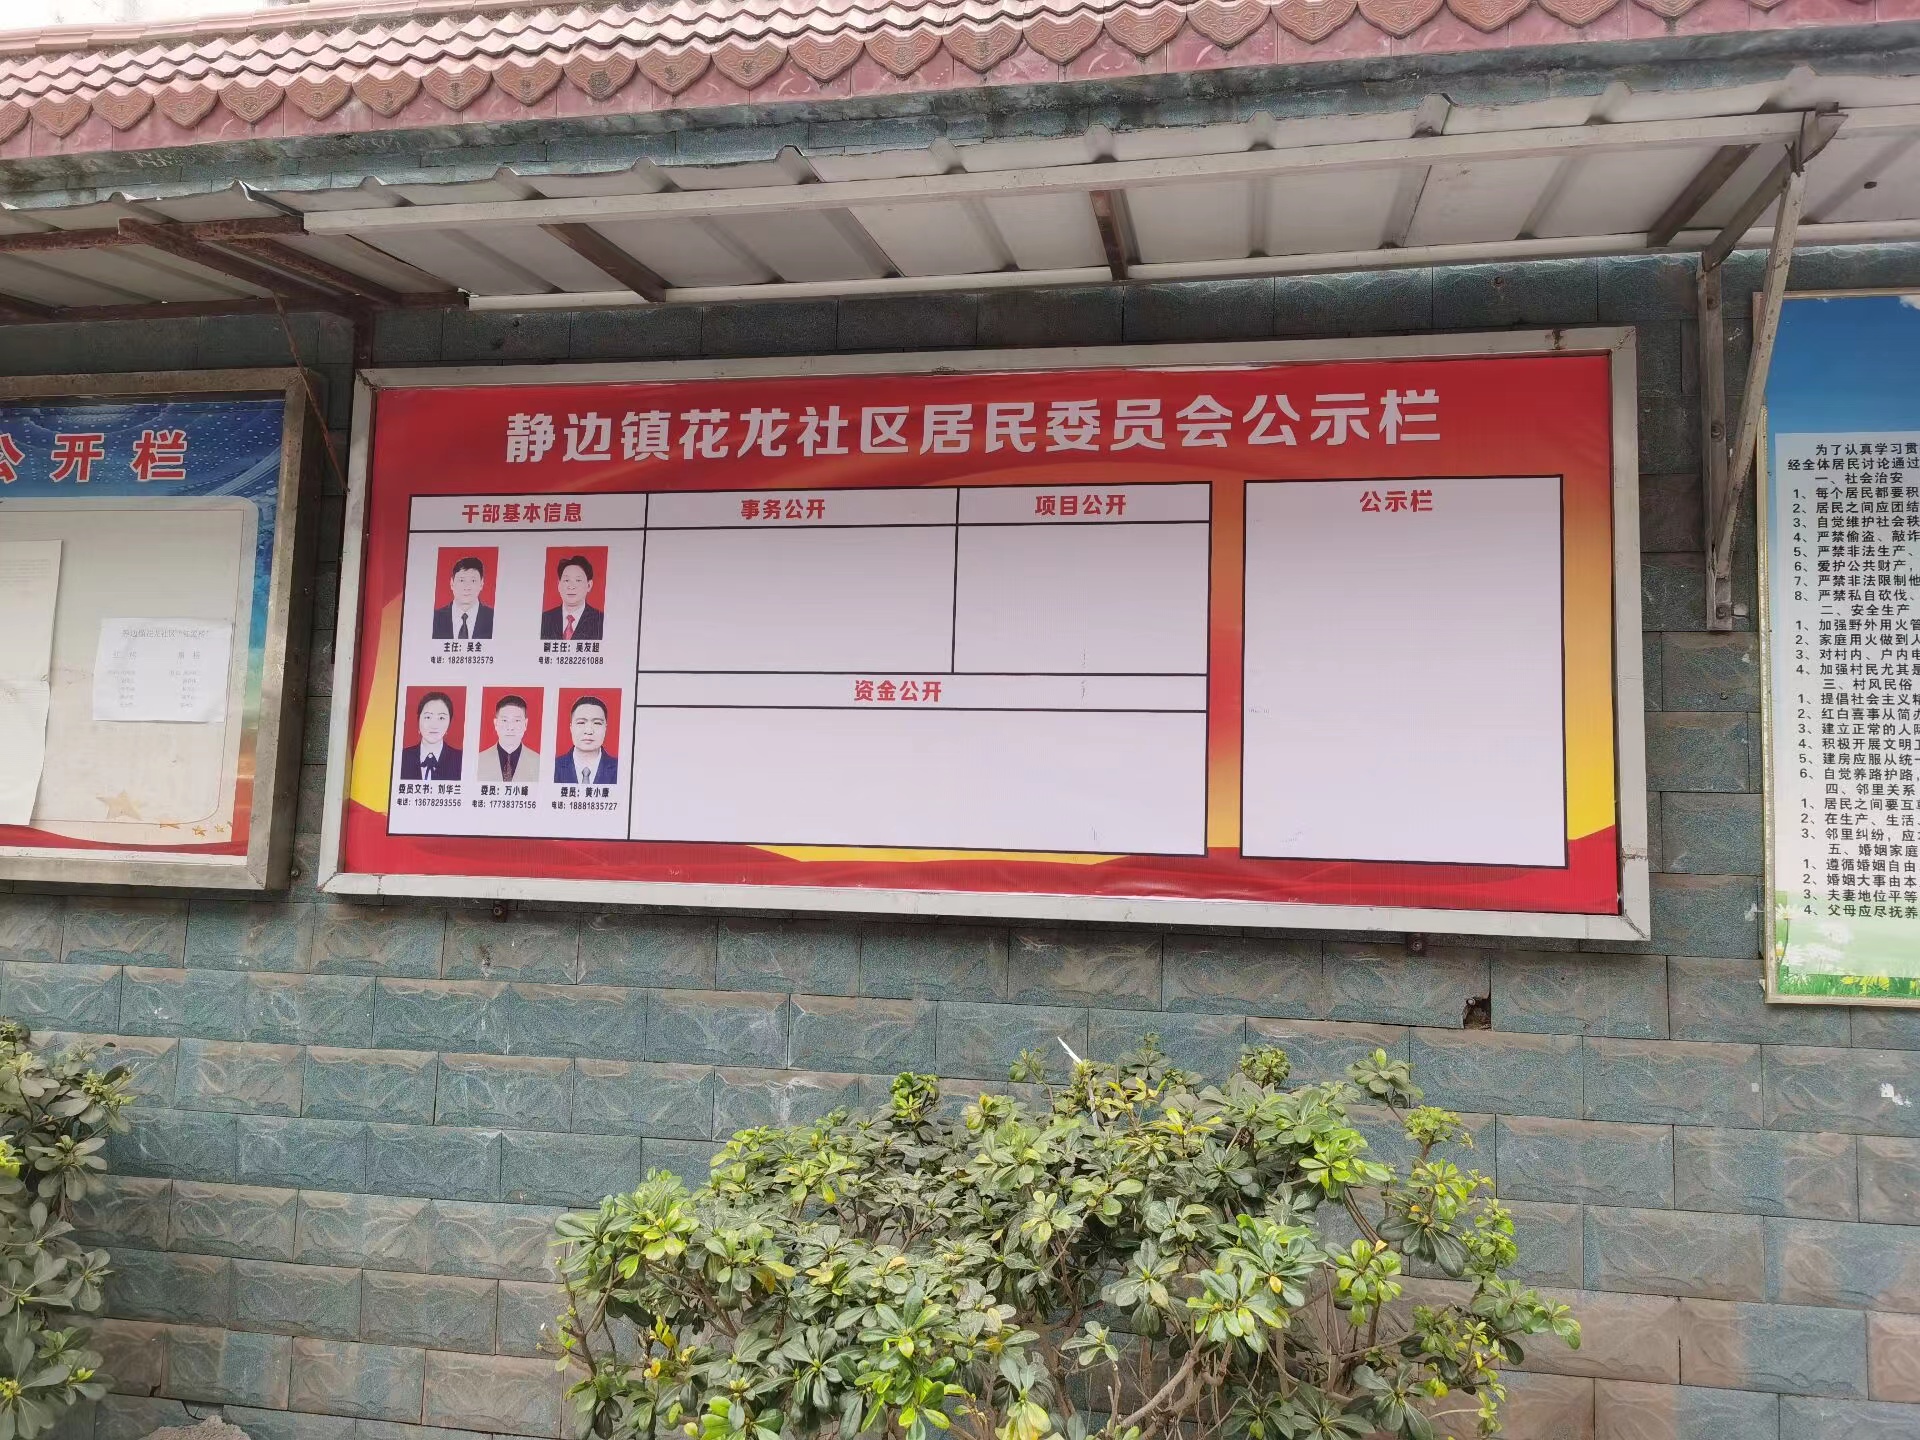 公开栏
静边镇花龙社区居民委员会公示栏
干部基本信息
事务公开
项目公开
公示栏
主任：吴全
电话：18281832579
副主任：吴友超
电话：18282261088
委员文书：刘华兰
电话：13678293556
委员：万小峰
电话：17738375156
委员：黄小康
电话：18881835727
资金公开
为了认真学习贯
经全体居民讨论通过
一、社会治安
1、每个居民都要积
2、居民之间应团结
3、自觉维护社会秩
4、严禁偷盗、敲诈
5、严禁非法生产、
6、爱护公共财产，
7、严禁非法限制他
8、严禁私自砍伐、
二、安全生产
1、加强野外用火管
2、家庭用火做到人
3、对村内、户内电
4、加强村民尤其是
三、村风民俗
1、提倡社会主义精
2、红白喜事从简办
3、建立正常的人际
4、积极开展文明卫
5、建房应服从统一
6、自觉养路护路，
四、邻里关系
1、居民之间要互尊
2、在生产、生活、
3、邻里纠纷，应
五、婚姻家庭
1、遵循婚姻自由
2、婚姻大事由本
3、夫妻地位平等
4、父母应尽抚养